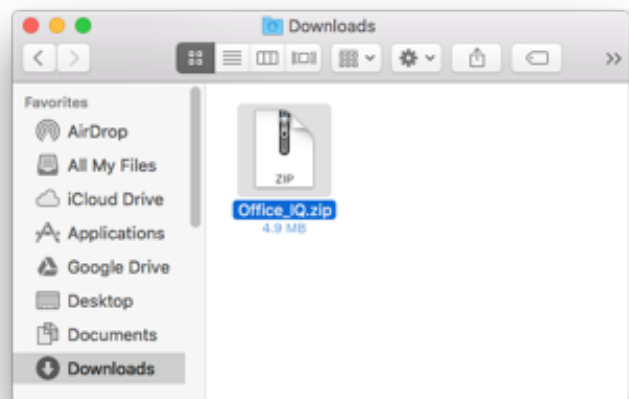 Downloads
Favorites
AirDrop
All My Files
iCloud Drive
Applications
Google Drive
Desktop
Documents
Downloads
ZIP
Office_IQ.zip
4.9 MB